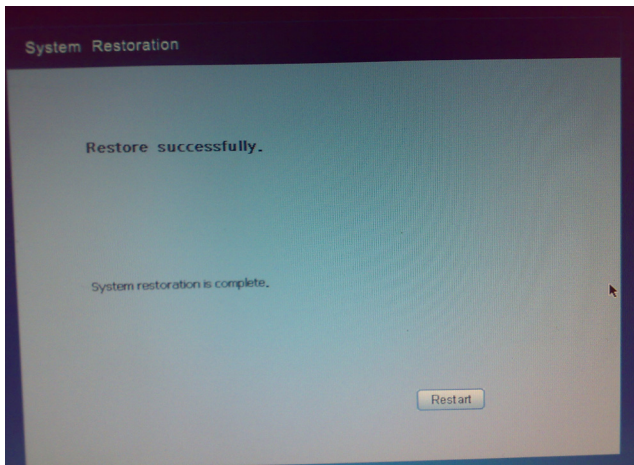 System Restoration
Restore successfully.
System restoration is complete.
Restart